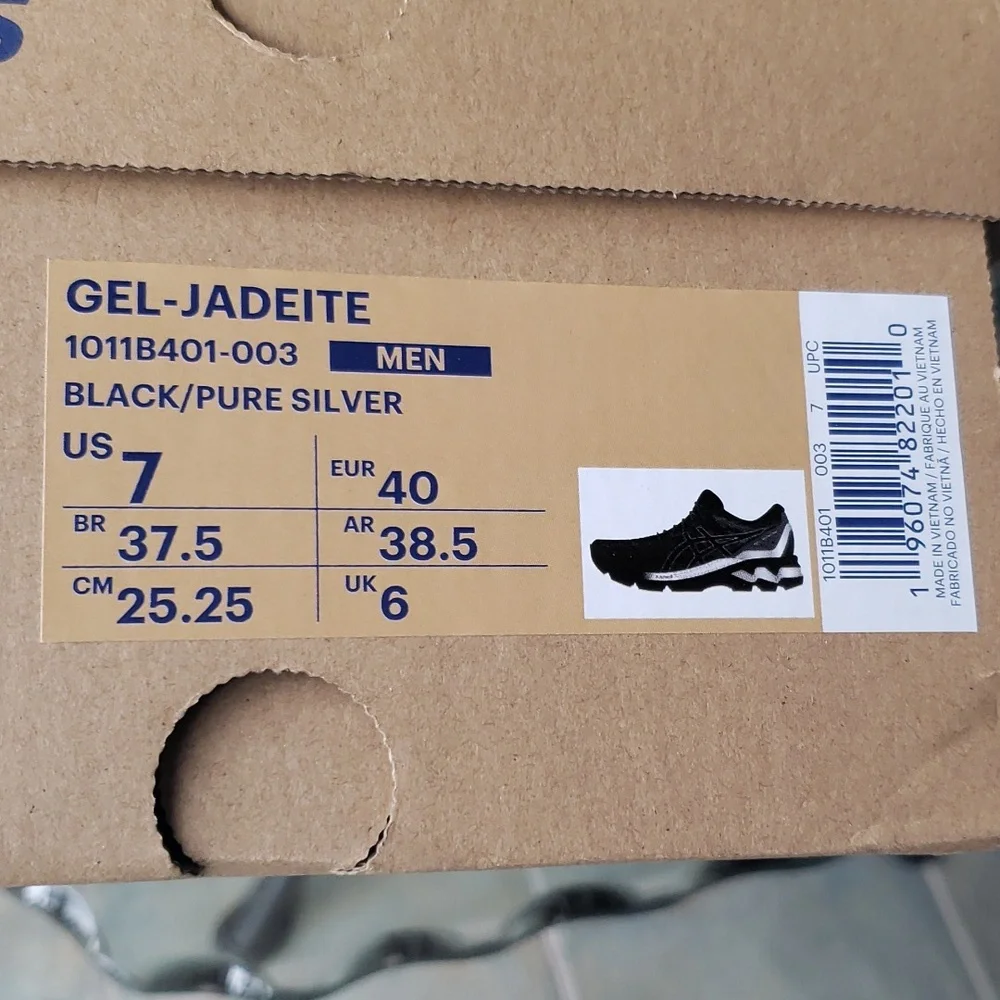 GEL-JADEITE
1011B401-003 MEN
BLACK/PURE SILVER
US 7
EUR 40
BR 37.5
AR 38.5
CM 25.25
UK 6
1011B401 003 7 UPC
1 96074 82201 0
MADE IN VIETNAM / FABRIQUE AU VIETNAM
FABRICADO NO VIETNÃ / HECHO EN VIETNAM